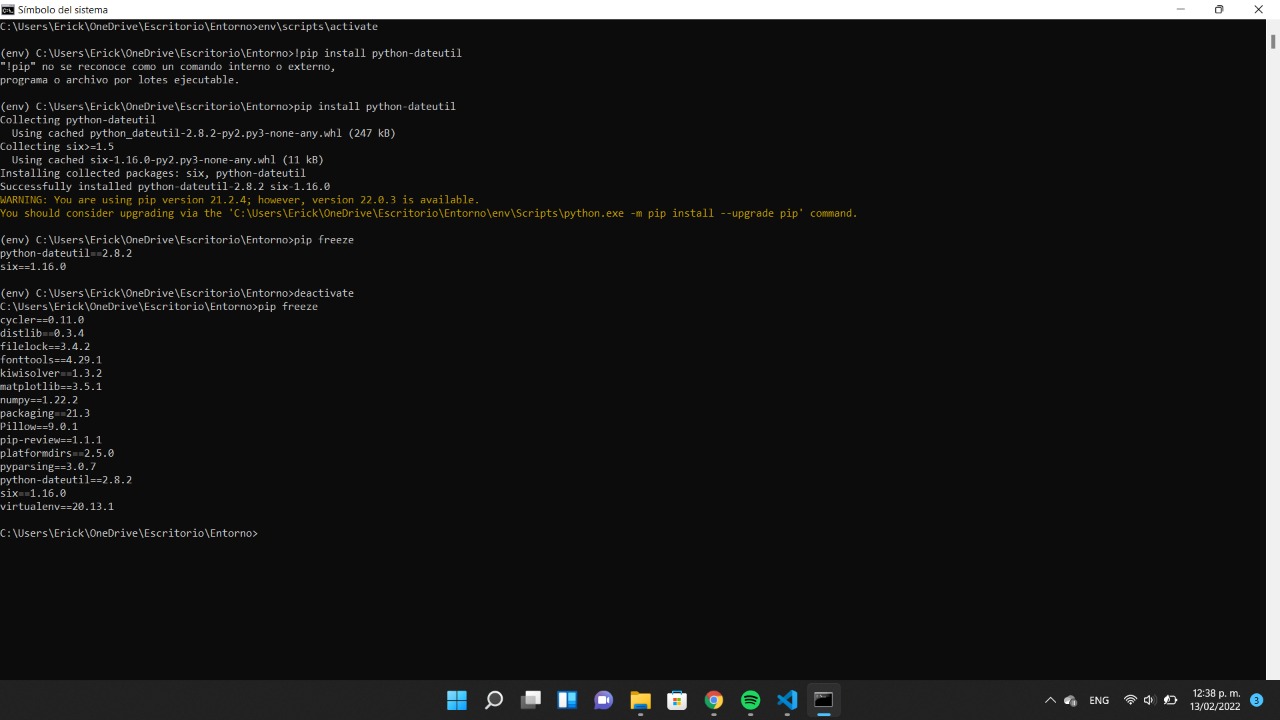 Símbolo del sistema
C:\Users\Erick\OneDrive\Escritorio\Entorno>env\scripts\activate
(env) C:\Users\Erick\OneDrive\Escritorio\Entorno>!pip install python-dateutil
"!pip" no se reconoce como un comando interno o externo,
programa o archivo por lotes ejecutable.
(env) C:\Users\Erick\OneDrive\Escritorio\Entorno>pip install python-dateutil
Collecting python-dateutil
  Using cached python_dateutil-2.8.2-py2.py3-none-any.whl (247 kB)
Collecting six>=1.5
  Using cached six-1.16.0-py2.py3-none-any.whl (11 kB)
Installing collected packages: six, python-dateutil
Successfully installed python-dateutil-2.8.2 six-1.16.0
WARNING: You are using pip version 21.2.4; however, version 22.0.3 is available.
You should consider upgrading via the 'C:\Users\Erick\OneDrive\Escritorio\Entorno\env\Scripts\python.exe -m pip install --upgrade pip' command.
(env) C:\Users\Erick\OneDrive\Escritorio\Entorno>pip freeze
python-dateutil==2.8.2
six==1.16.0
(env) C:\Users\Erick\OneDrive\Escritorio\Entorno>deactivate
C:\Users\Erick\OneDrive\Escritorio\Entorno>pip freeze
cycler==0.11.0
distlib==0.3.4
filelock==3.4.2
fonttools==4.29.1
kiwisolver==1.3.2
matplotlib==3.5.1
numpy==1.22.2
packaging==21.3
Pillow==9.0.1
pip-review==1.1.1
platformdirs==2.5.0
pyparsing==3.0.7
python-dateutil==2.8.2
six==1.16.0
virtualenv==20.13.1
C:\Users\Erick\OneDrive\Escritorio\Entorno>
ENG
12:38 p. m.
13/02/2022
3